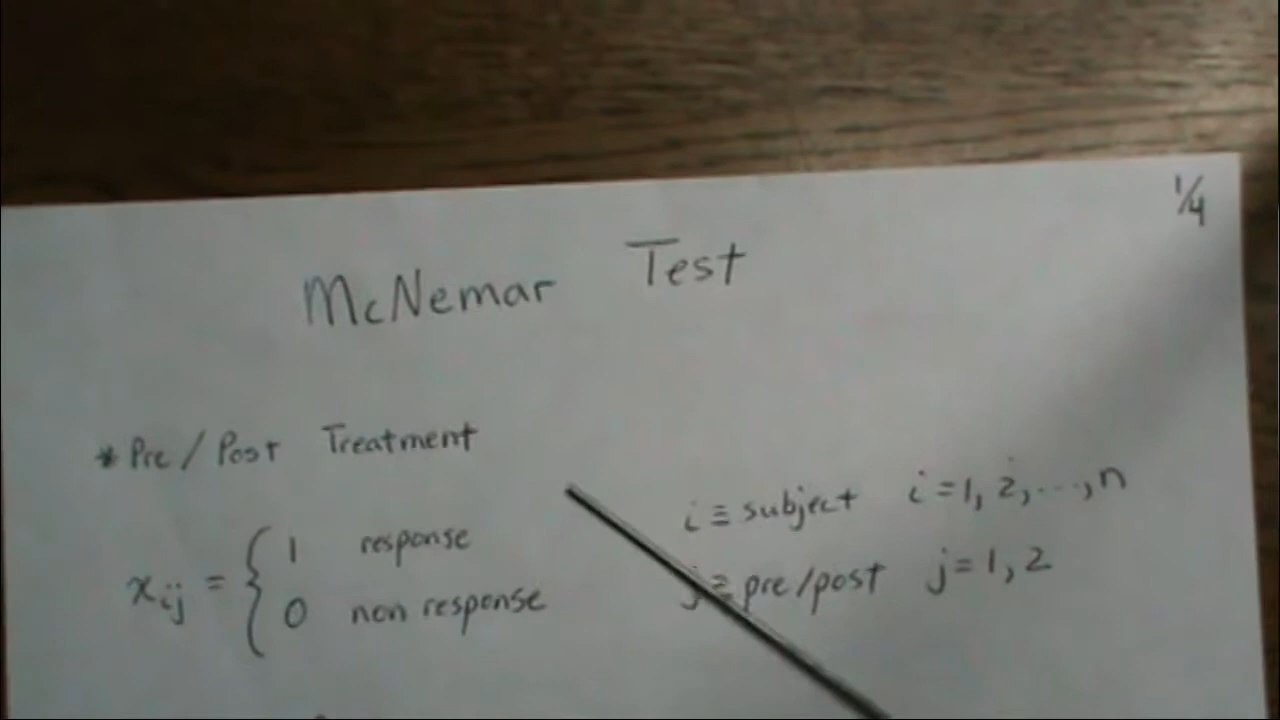 1/4
McNemar Test
* Pre / Post Treatment
i ≡ subject i = 1, 2, ..., n
x_ij = { 1 response
0 non response
j ≡ pre/post j = 1, 2